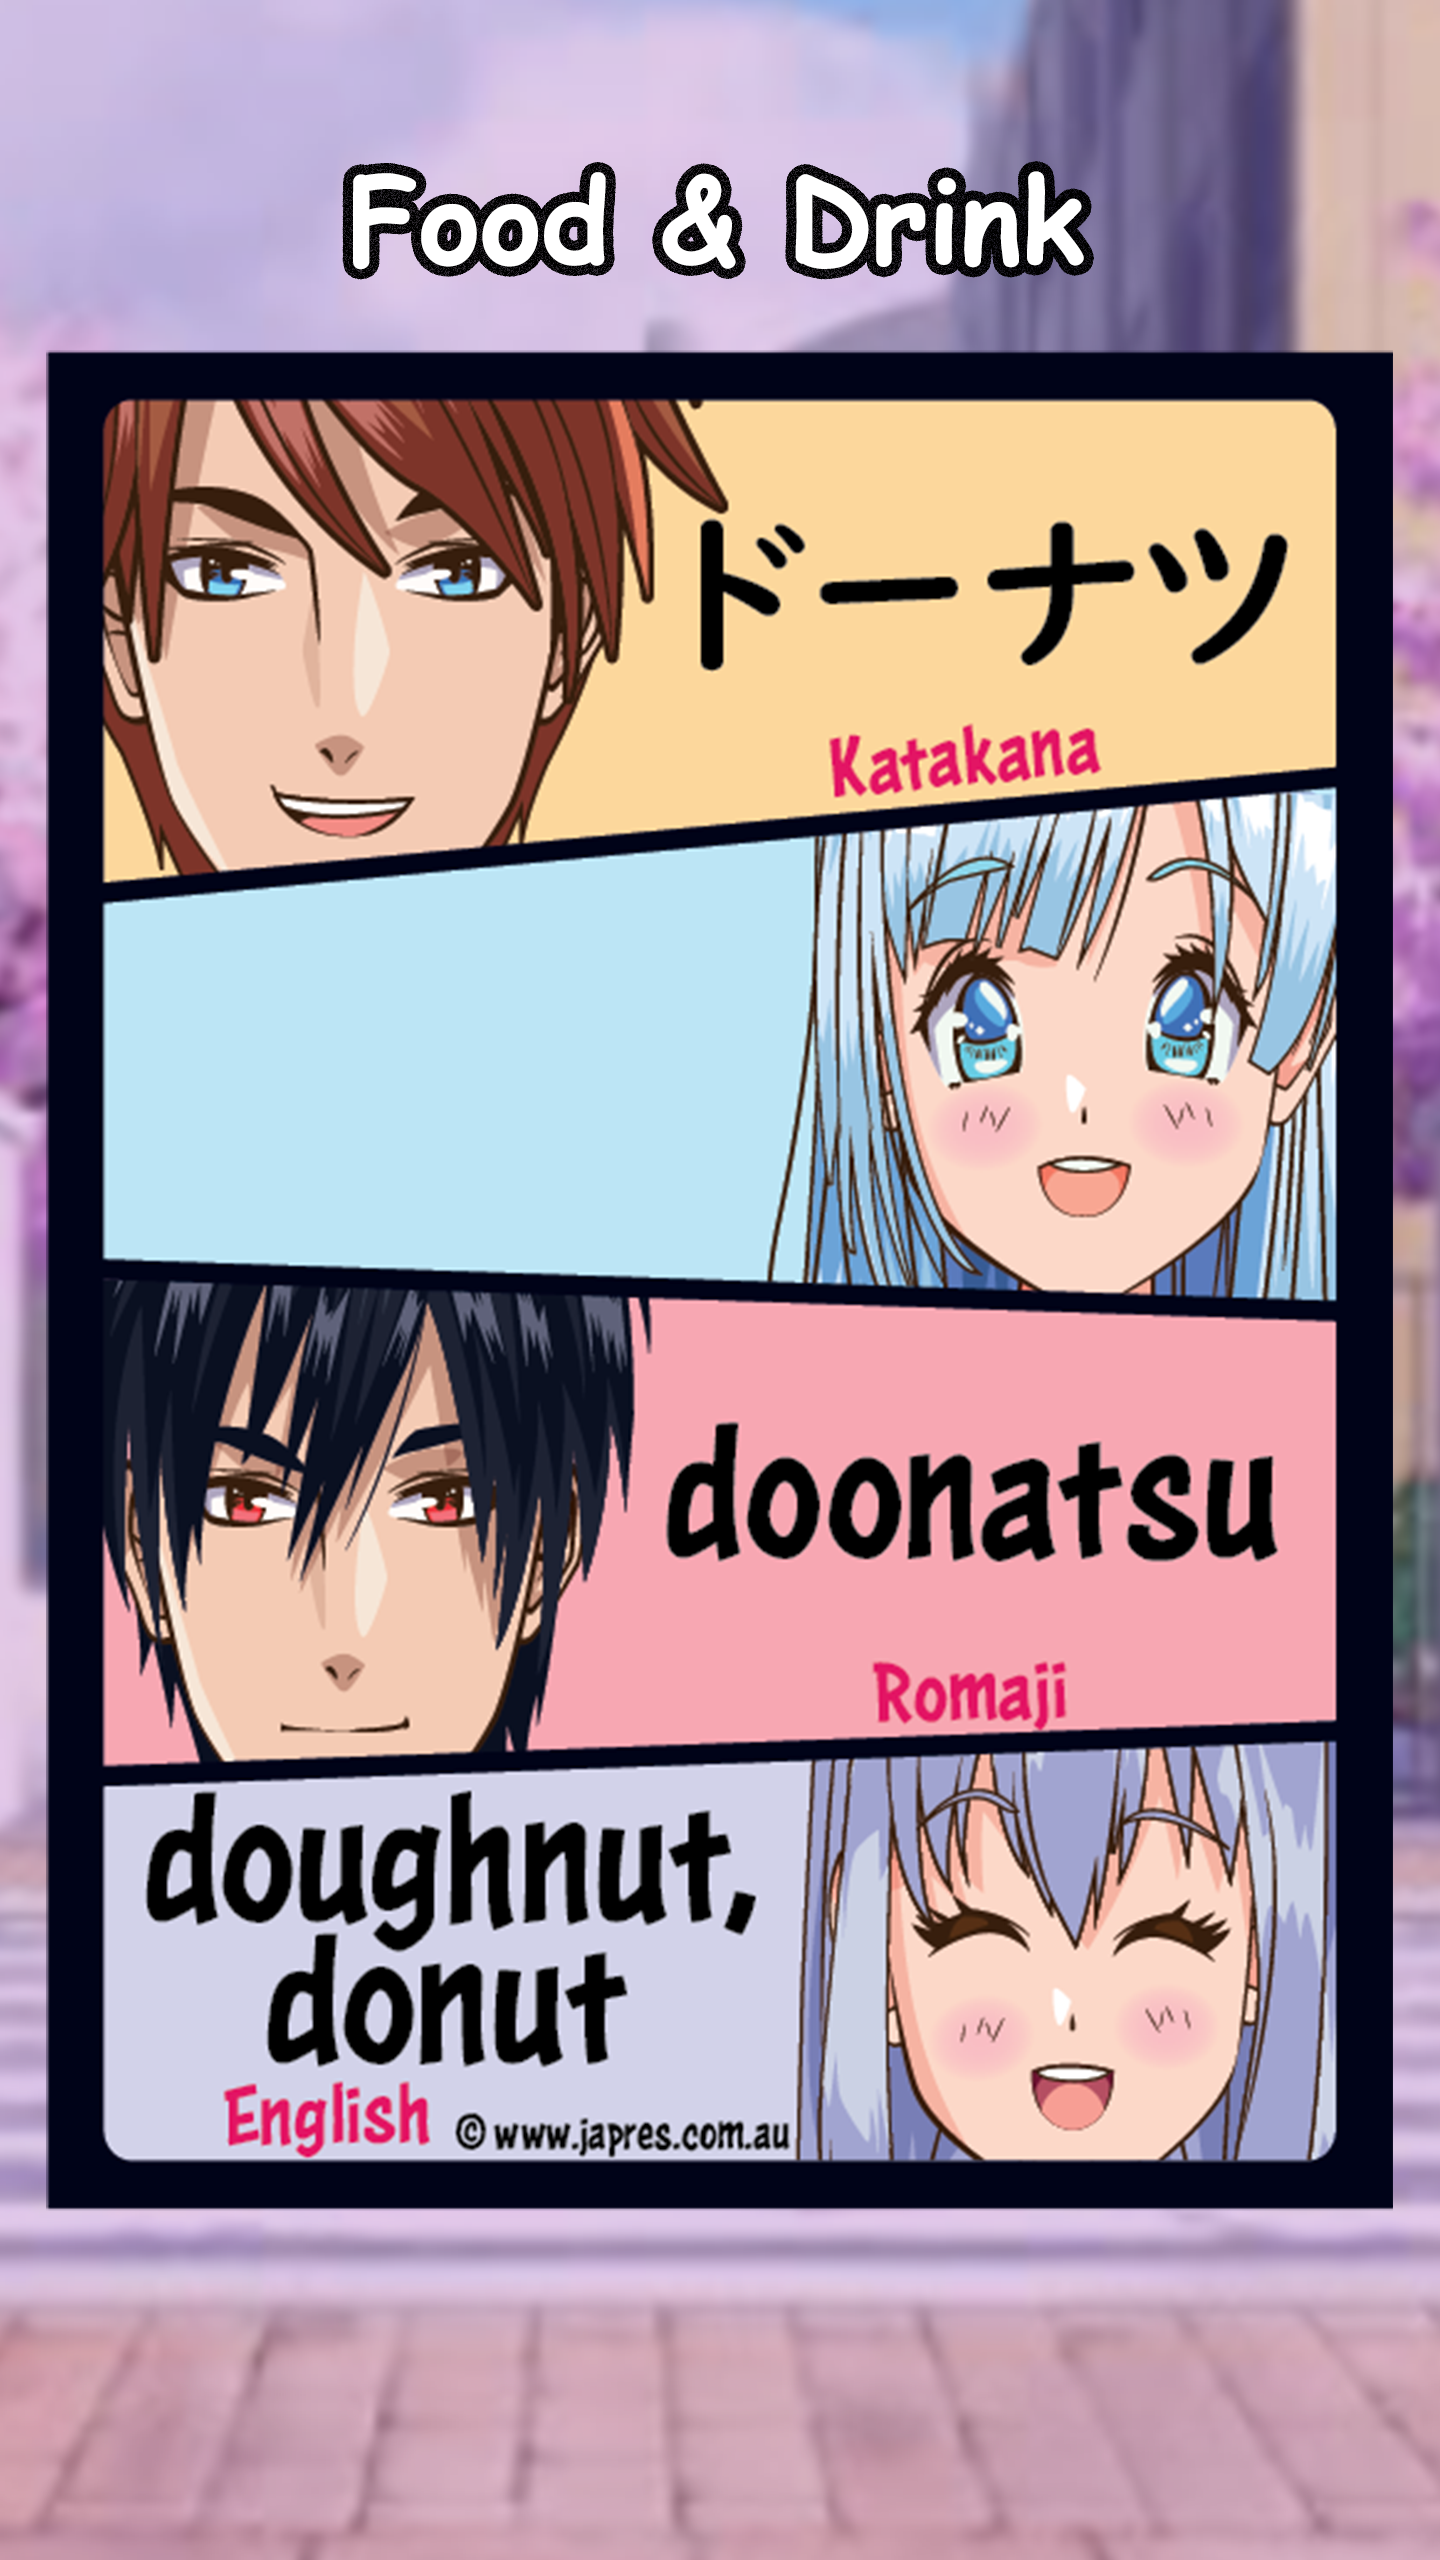 Food & Drink
ドーナツ
Katakana
doonatsu
Romaji
doughnut,
donut
English
© www.japres.com.au